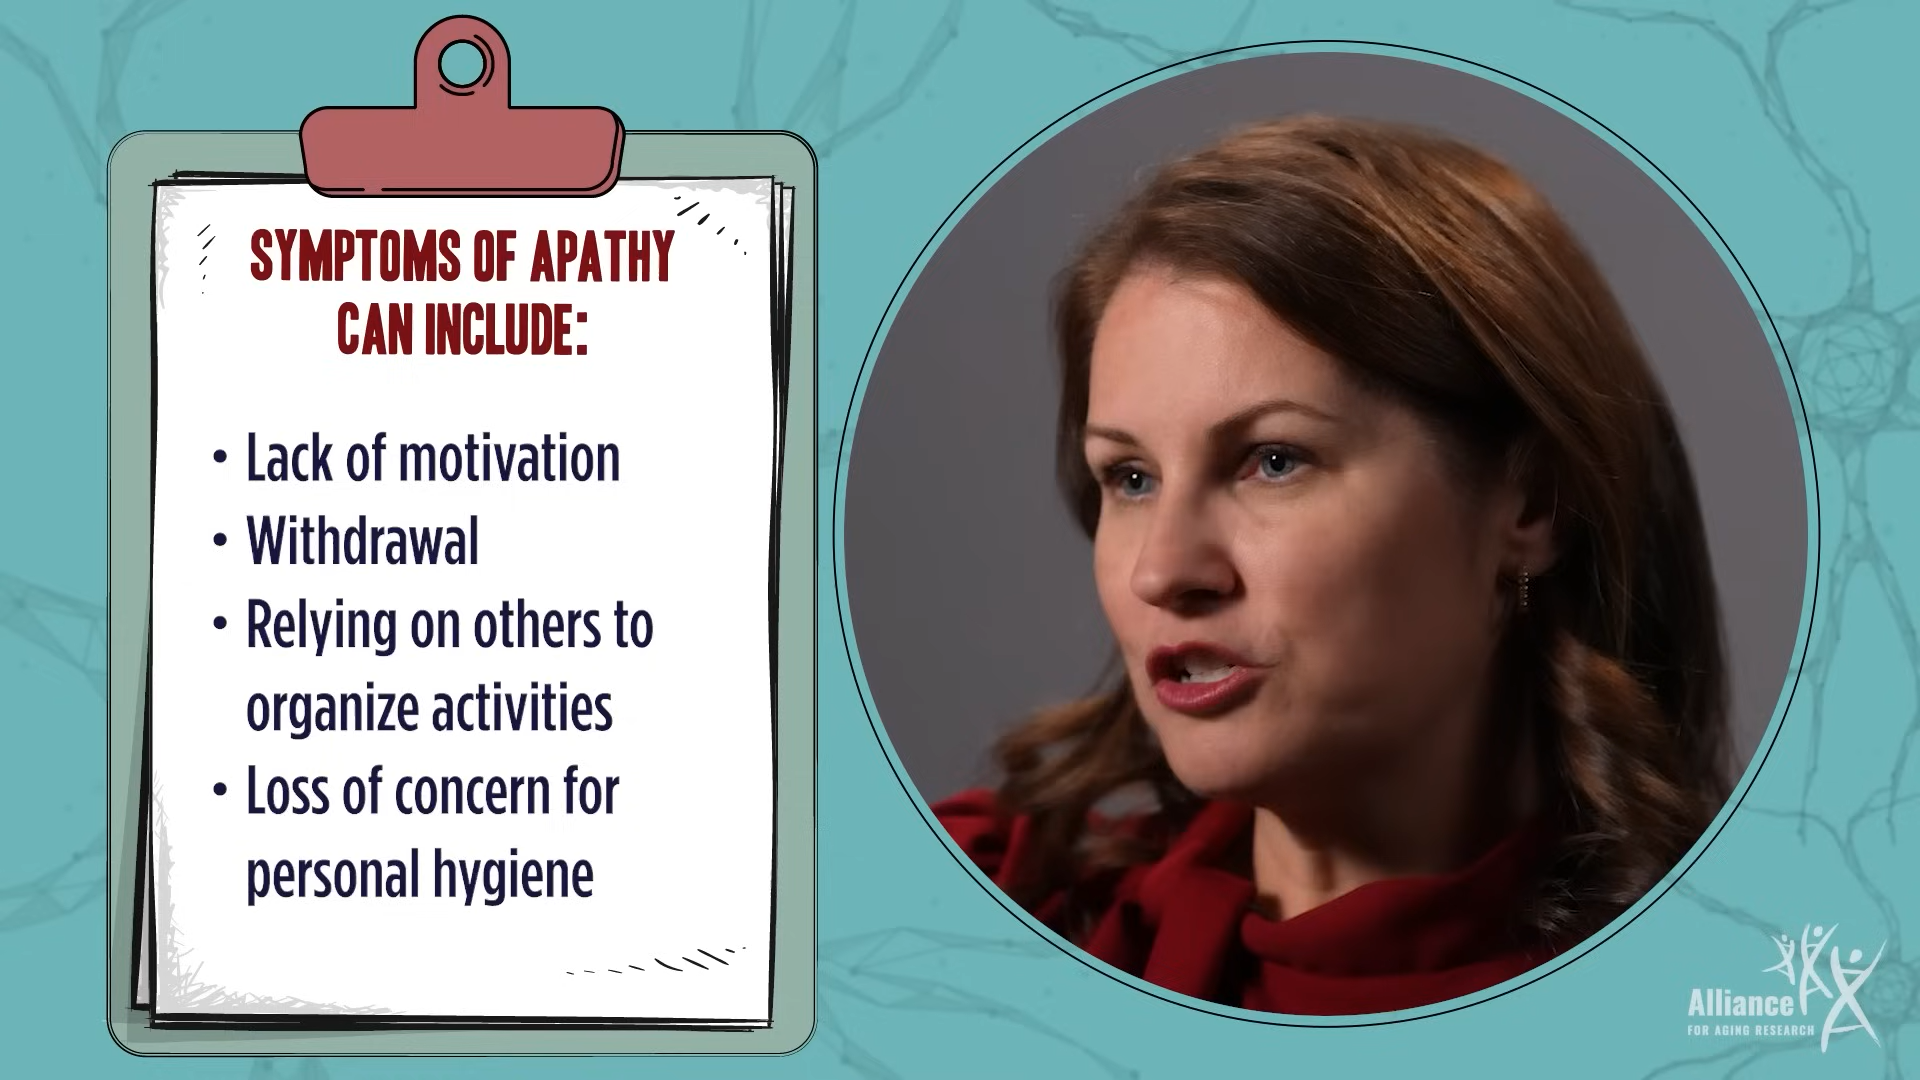 SYMPTOMS OF APATHY
CAN INCLUDE:
• Lack of motivation
• Withdrawal
• Relying on others to
organize activities
• Loss of concern for
personal hygiene
Alliance
FOR AGING RESEARCH